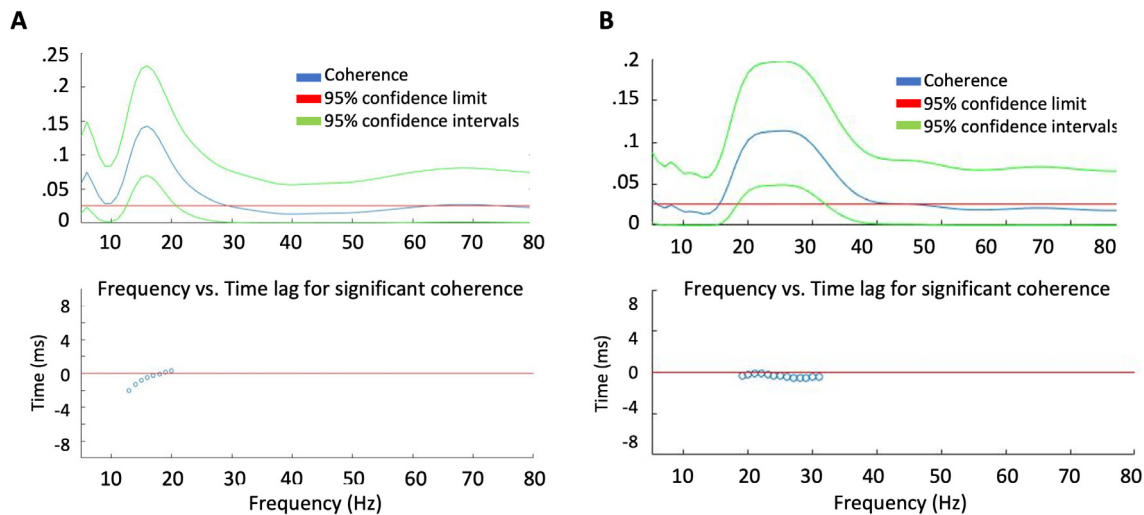 A
.25
.2
.15
.1
.05
0
Coherence
95% confidence limit
95% confidence intervals
10 20 30 40 50 60 70 80
Frequency vs. Time lag for significant coherence
8
4
0
-4
-8
Time (ms)
10 20 30 40 50 60 70 80
Frequency (Hz)
B
.2
.15
.1
.05
0
Coherence
95% confidence limit
95% confidence intervals
10 20 30 40 50 60 70 80
Frequency vs. Time lag for significant coherence
8
4
0
-4
-8
Time (ms)
10 20 30 40 50 60 70 80
Frequency (Hz)